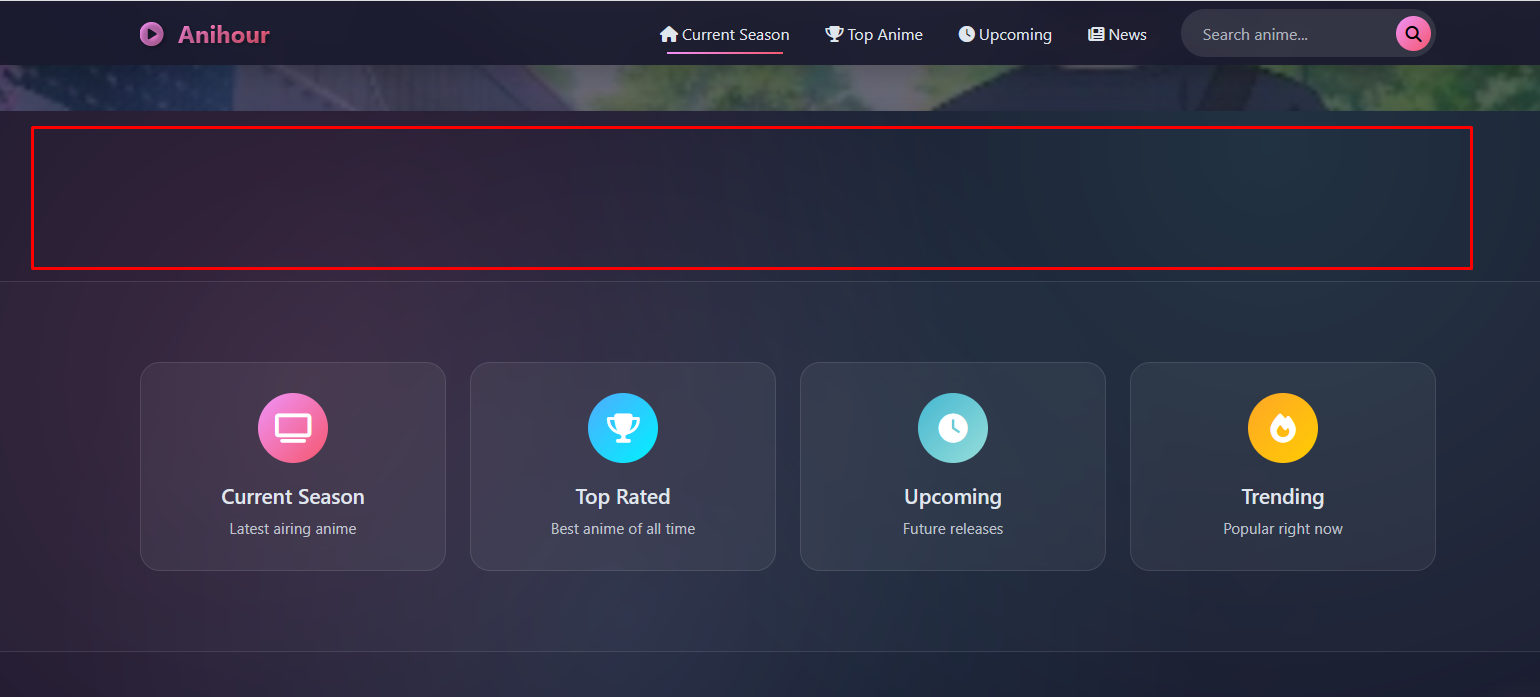 Anihour
Current Season
Top Anime
Upcoming
News
Search anime...
Current Season
Latest airing anime
Top Rated
Best anime of all time
Upcoming
Future releases
Trending
Popular right now